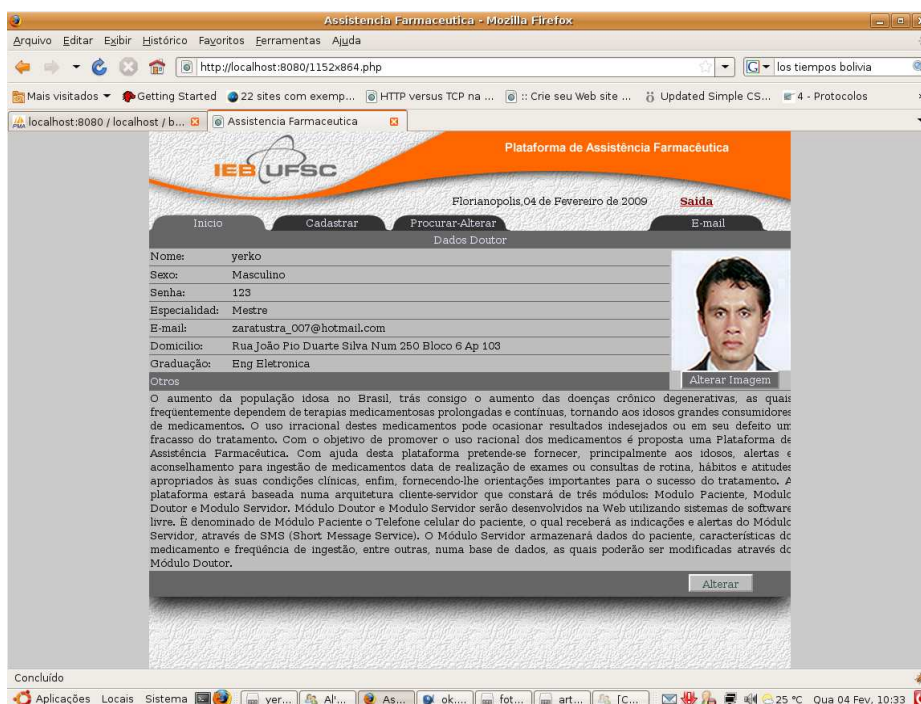 Assistencia Farmaceutica - Mozilla Firefox
Arquivo Editar Exibir Histórico Favoritos Ferramentas Ajuda
http://localhost:8080/1152x864.php
G los tiempos bolivia
Mais visitados Getting Started 22 sites com exemp... HTTP versus TCP na ... :: Crie seu Web site ... Updated Simple CS... 4 - Protocolos
localhost:8080 / localhost / b... Assistencia Farmaceutica
IEB UFSC
Plataforma de Assistência Farmacêutica
Florianopolis,04 de Fevereiro de 2009 Saida
Inicio Cadastrar Procurar-Alterar E-mail
Dados Doutor
Nome: yerko
Sexo: Masculino
Senha: 123
Especialidad: Mestre
E-mail: zaratustra_007@hotmail.com
Domicilio: Rua João Pio Duarte Silva Num 250 Bloco 6 Ap 103
Graduação: Eng Eletronica
Otros Alterar Imagem
O aumento da população idosa no Brasil, trás consigo o aumento das doenças crônico degenerativas, as quais
freqüentemente dependem de terapias medicamentosas prolongadas e contínuas, tornando aos idosos grandes consumidores
de medicamentos. O uso irracional destes medicamentos pode ocasionar resultados indesejados ou em seu defeito um
fracasso do tratamento. Com o objetivo de promover o uso racional dos medicamentos é proposta uma Plataforma de
Assistência Farmacêutica. Com ajuda desta plataforma pretende-se fornecer, principalmente aos idosos, alertas e
aconselhamento para ingestão de medicamentos data de realização de exames ou consultas de rotina, hábitos e atitudes
apropriados às suas condições clínicas, enfim, fornecendo-lhe orientações importantes para o sucesso do tratamento. A
plataforma estará baseada numa arquitetura cliente-servidor que constará de três módulos: Modulo Paciente, Modulo
Doutor e Modulo Servidor. Módulo Doutor e Modulo Servidor serão desenvolvidos na Web utilizando sistemas de software
livre. È denominado de Módulo Paciente o Telefone celular do paciente, o qual receberá as indicações e alertas do Módulo
Servidor, através de SMS (Short Message Service). O Módulo Servidor armazenará dados do paciente, características do
medicamento e freqüência de ingestão, entre outras, numa base de dados, as quais poderão ser modificadas através do
Módulo Doutor.
Alterar
Concluído
Aplicações Locais Sistema yer... Al'... As... ok.... fot... art... [C... 25 °C Qua 04 Fev, 10:33